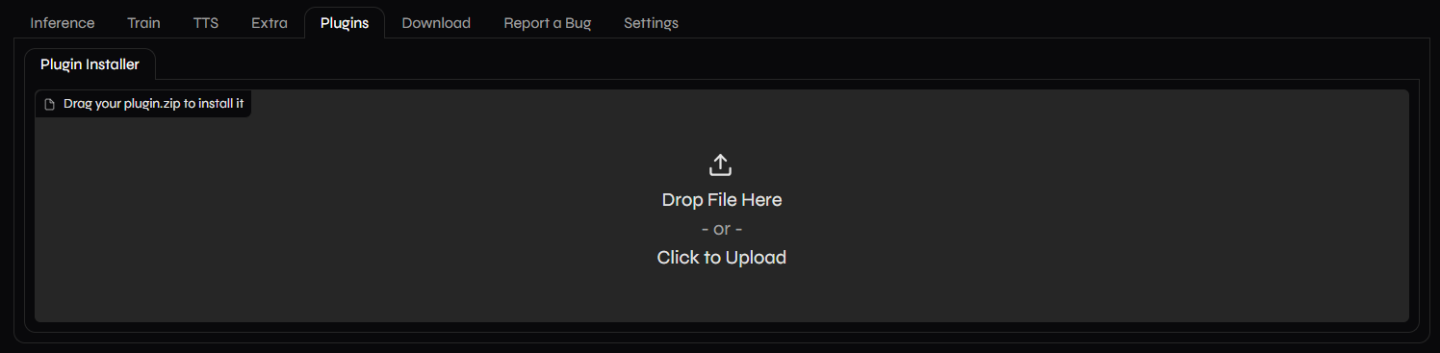 Inference Train TTS Extra Plugins Download Report a Bug Settings
Plugin Installer
Drag your plugin.zip to install it
Drop File Here
- or -
Click to Upload